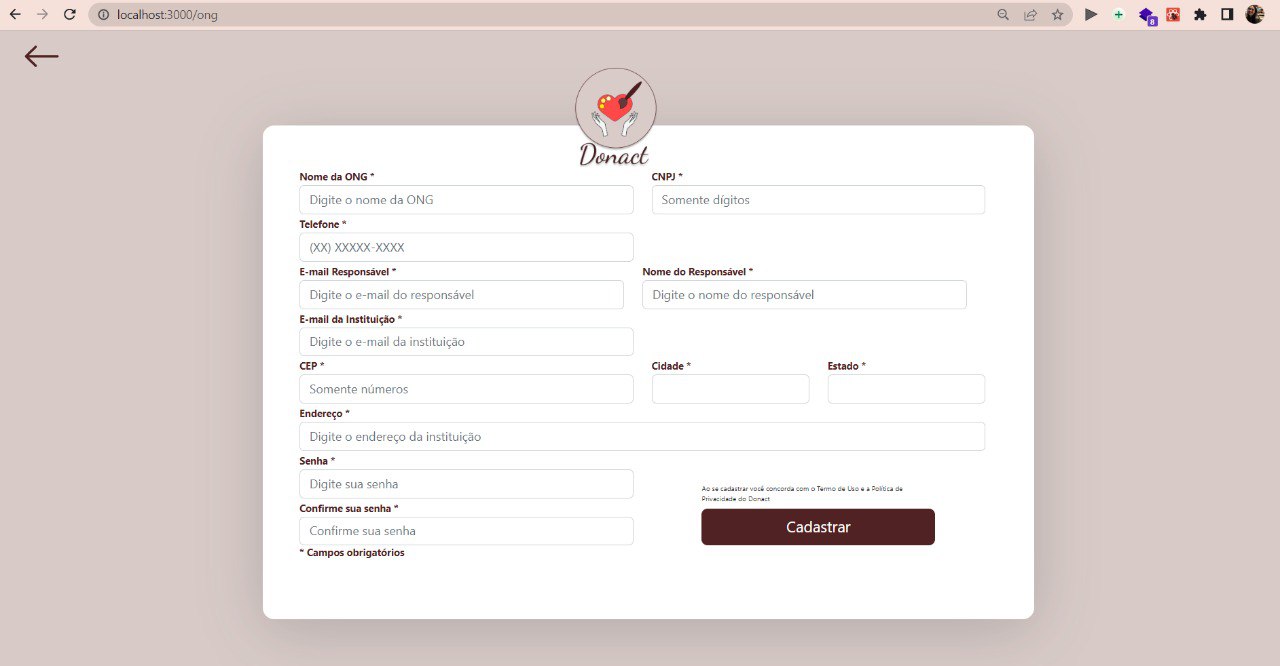 localhost:3000/ong
8
Donact
Nome da ONG *
CNPJ *
Digite o nome da ONG
Somente dígitos
Telefone *
(XX) XXXXX-XXXX
E-mail Responsável *
Nome do Responsável *
Digite o e-mail do responsável
Digite o nome do responsável
E-mail da Instituição *
Digite o e-mail da instituição
CEP *
Cidade *
Estado *
Somente números
Endereço *
Digite o endereço da instituição
Senha *
Digite sua senha
Ao se cadastrar você concorda com o Termo de Uso e a Política de
Privacidade do Donact
Confirme sua senha *
Cadastrar
Confirme sua senha
* Campos obrigatórios